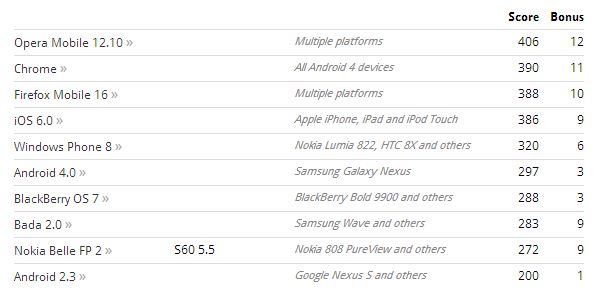 Score Bonus
Opera Mobile 12.10 » Multiple platforms 406 12
Chrome » All Android 4 devices 390 11
Firefox Mobile 16 » Multiple platforms 388 10
iOS 6.0 » Apple iPhone, iPad and iPod Touch 386 9
Windows Phone 8 » Nokia Lumia 822, HTC 8X and others 320 6
Android 4.0 » Samsung Galaxy Nexus 297 3
BlackBerry OS 7 » BlackBerry Bold 9900 and others 288 3
Bada 2.0 » Samsung Wave and others 283 9
Nokia Belle FP 2 » S60 5.5 Nokia 808 PureView and others 272 9
Android 2.3 » Google Nexus S and others 200 1